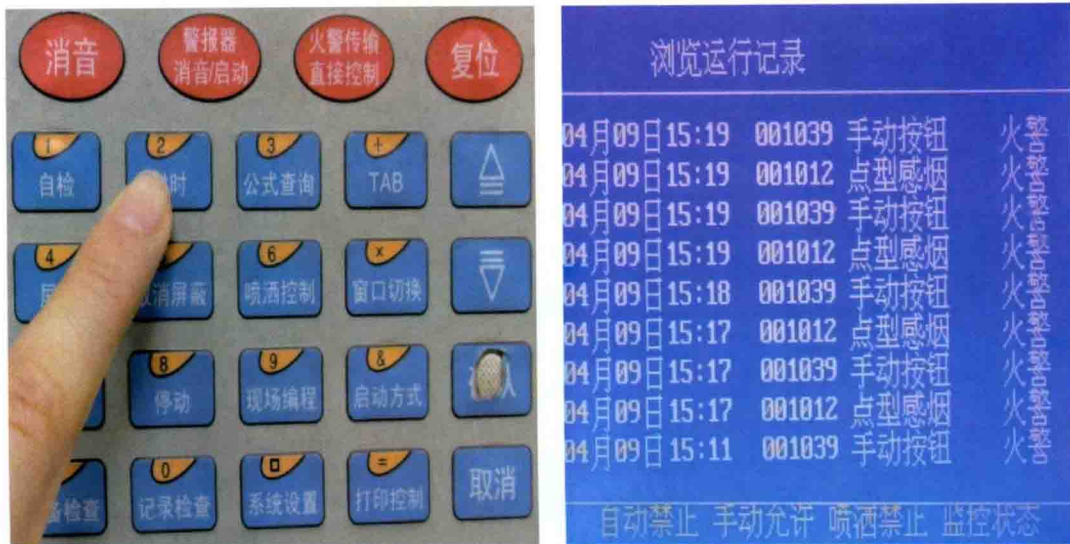 消音
警报器
消音/启动
火警传输
直接控制
复位
1
自检
2
时
3
公式查询
+
TAB
4
消屏蔽
6
喷洒控制
×
窗口切换
8
停动
9
现场编程
&
启动方式
检查
0
记录检查
系统设置
=
打印控制
取消
浏览运行记录
04月09日15:19 001039 手动按钮 火警
04月09日15:19 001012 点型感烟 火警
04月09日15:19 001039 手动按钮 火警
04月09日15:19 001012 点型感烟 火警
04月09日15:18 001039 手动按钮 火警
04月09日15:17 001012 点型感烟 火警
04月09日15:17 001039 手动按钮 火警
04月09日15:17 001012 点型感烟 火警
04月09日15:11 001039 手动按钮 火警
自动禁止 手动允许 喷洒禁止 监控状态